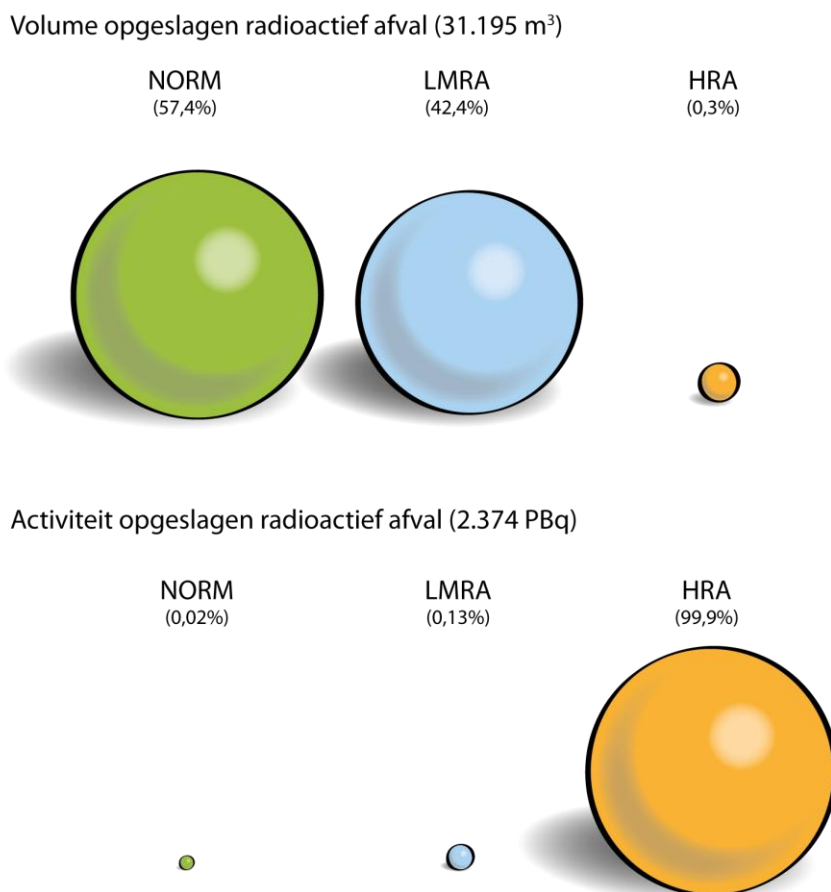 Volume opgeslagen radioactief afval (31.195 m³)
NORM LMRA HRA
(57,4%) (42,4%) (0,3%)
Activiteit opgeslagen radioactief afval (2.374 PBq)
NORM LMRA HRA
(0,02%) (0,13%) (99,9%)